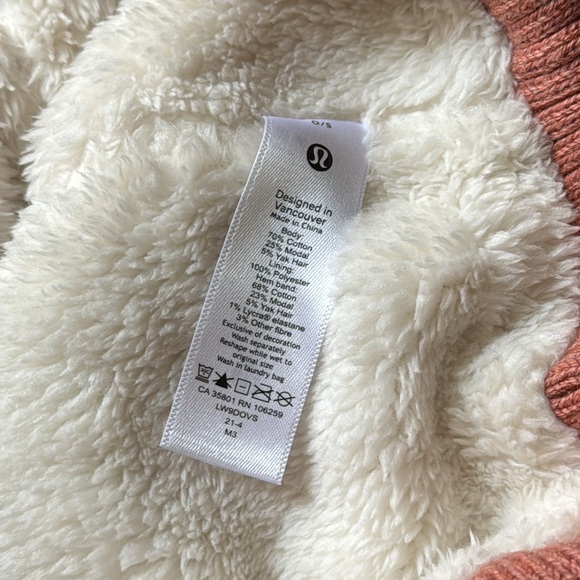 O/S
Designed in
Vancouver
Made in China
Body:
70% Cotton
25% Modal
5% Yak Hair
Lining:
100% Polyester
Hem band:
68% Cotton
23% Modal
5% Yak Hair
1% Lycra® elastane
3% Other fibre
Exclusive of decoration
Wash separately
Reshape while wet to
original size
Wash in laundry bag
CA 35801 RN 106259
LW9DOVS
21-4
M3